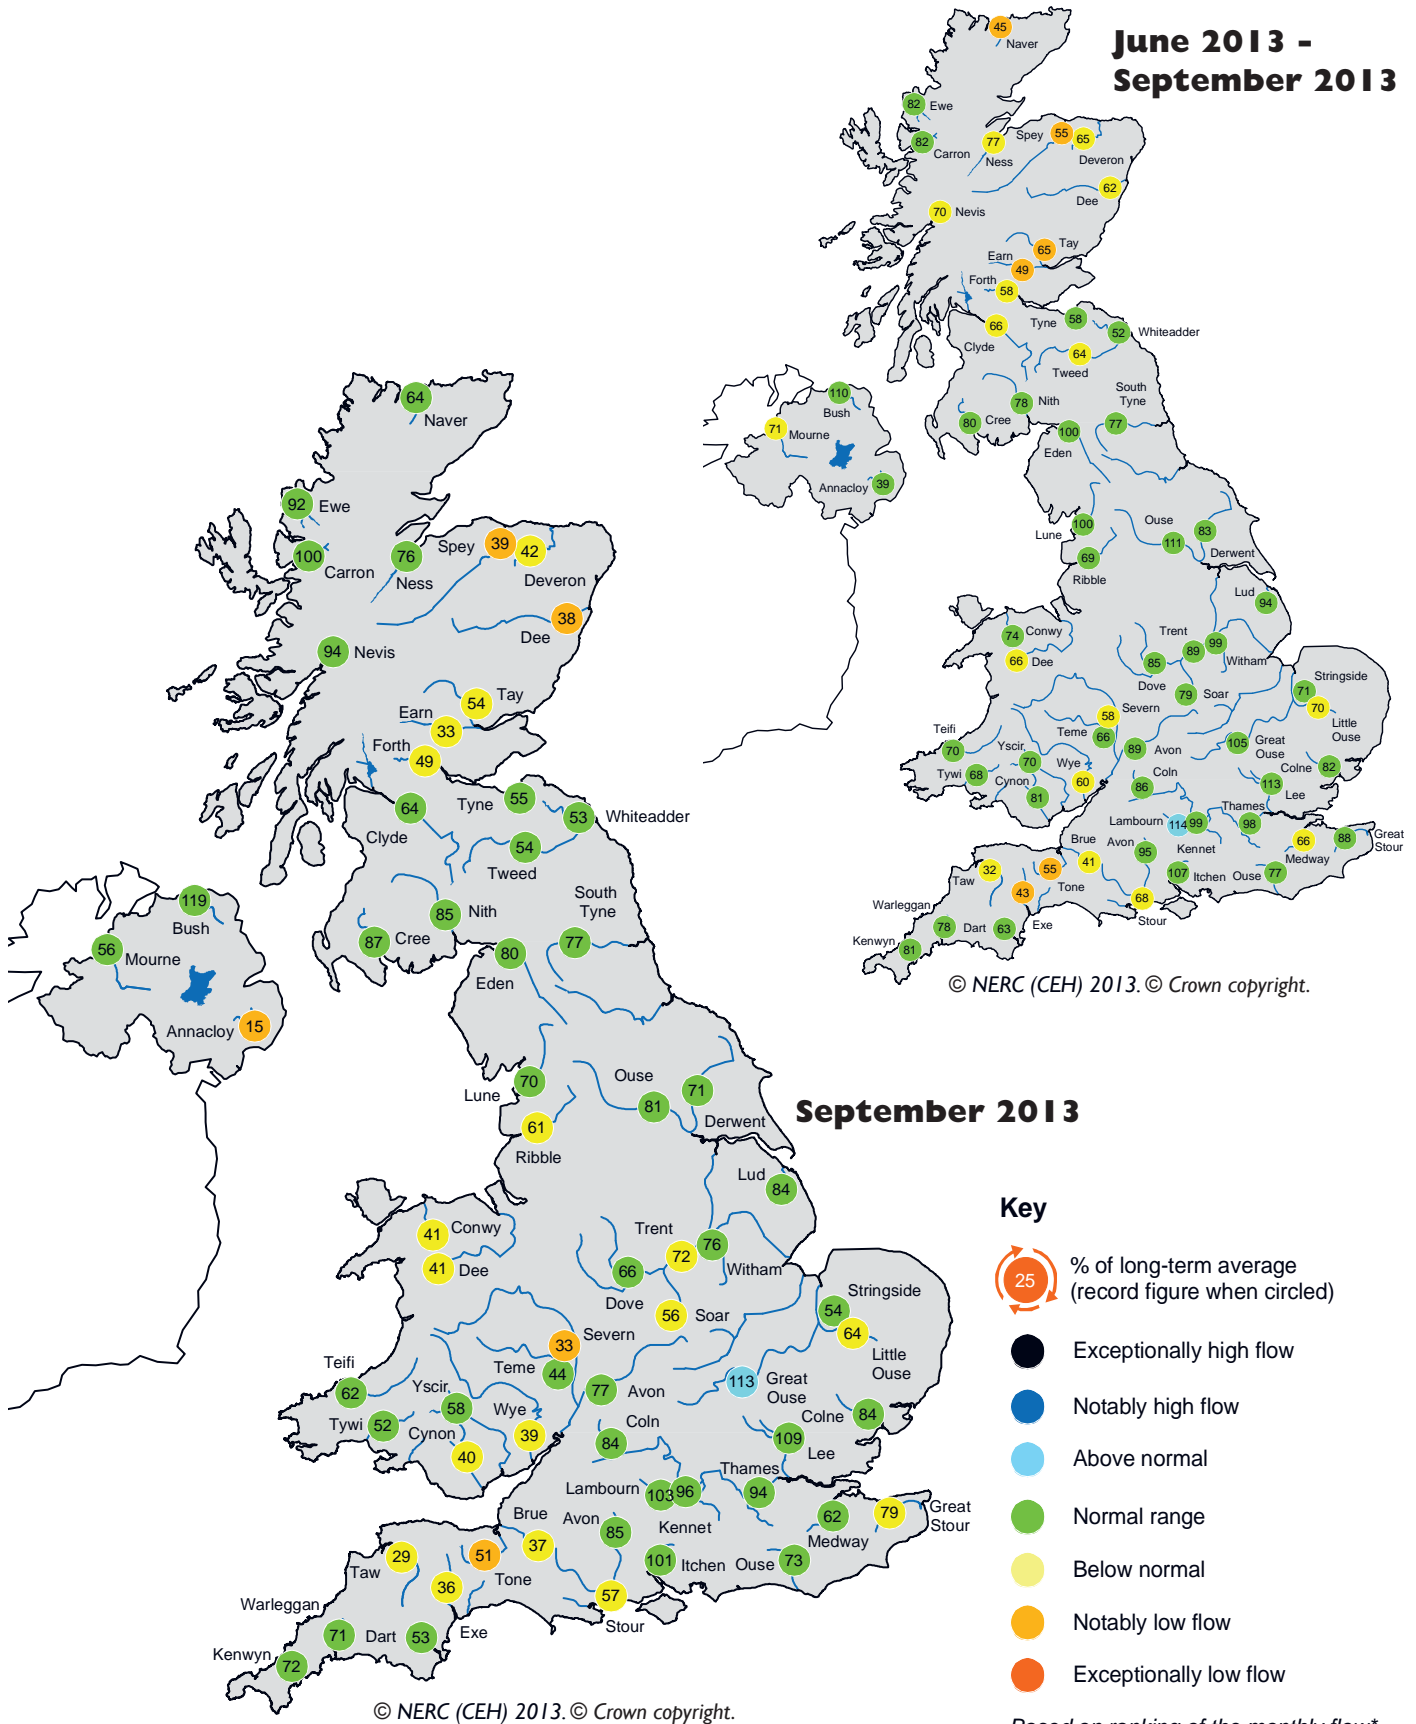 June 2013 -
September 2013
45
Naver
82
Ewe
82
Carron
77
Ness
Spey
55
65
Deveron
62
Dee
70
Nevis
65
Tay
Earn
49
Forth
58
66
Clyde
Tyne
58
52
Whiteadder
64
Tweed
South
Tyne
77
78
Nith
80
Cree
100
Eden
110
Bush
71
Mourne
Annacloy
39
Lune
100
69
Ribble
Ouse
111
83
Derwent
Lud
94
74
Conwy
66
Dee
Trent
89
99
Witham
85
Dove
79
Soar
Stringside
71
70
Little
Ouse
58
Severn
Teme
66
Teifi
70
Tywi
68
Yscir
70
Cynon
81
Wye
60
89
Avon
Coln
86
105
Great
Ouse
Colne
82
113
Lee
Lambourn
114
99
Kennet
Thames
98
66
Medway
88
Great
Stour
Brue
41
Avon
95
107
Itchen
Ouse
77
Taw
32
55
Tone
43
Exe
68
Stour
Warleggan
78
Dart
63
Kenwyn
81
© NERC (CEH) 2013. © Crown copyright.
64
Naver
92
Ewe
100
Carron
76
Ness
Spey
39
42
Deveron
38
Dee
94
Nevis
54
Tay
Earn
33
Forth
49
64
Clyde
Tyne
55
53
Whiteadder
54
Tweed
South
Tyne
77
85
Nith
87
Cree
80
Eden
119
Bush
56
Mourne
Annacloy
15
Lune
70
61
Ribble
Ouse
81
71
Derwent
September 2013
Lud
84
41
Conwy
41
Dee
Trent
72
76
Witham
66
Dove
56
Soar
Stringside
54
64
Little
Ouse
33
Severn
Teme
44
Teifi
62
Tywi
52
Yscir
58
Cynon
40
Wye
39
77
Avon
Coln
84
113
Great
Ouse
Colne
84
109
Lee
Lambourn
103
96
Kennet
Thames
94
62
Medway
79
Great
Stour
Brue
37
Avon
85
101
Itchen
Ouse
73
Taw
29
51
Tone
36
Exe
57
Stour
Warleggan
71
Dart
53
Kenwyn
72
© NERC (CEH) 2013. © Crown copyright.
Key
25
% of long-term average
(record figure when circled)
Exceptionally high flow
Notably high flow
Above normal
Normal range
Below normal
Notably low flow
Exceptionally low flow
Based on ranking of the monthly flow*